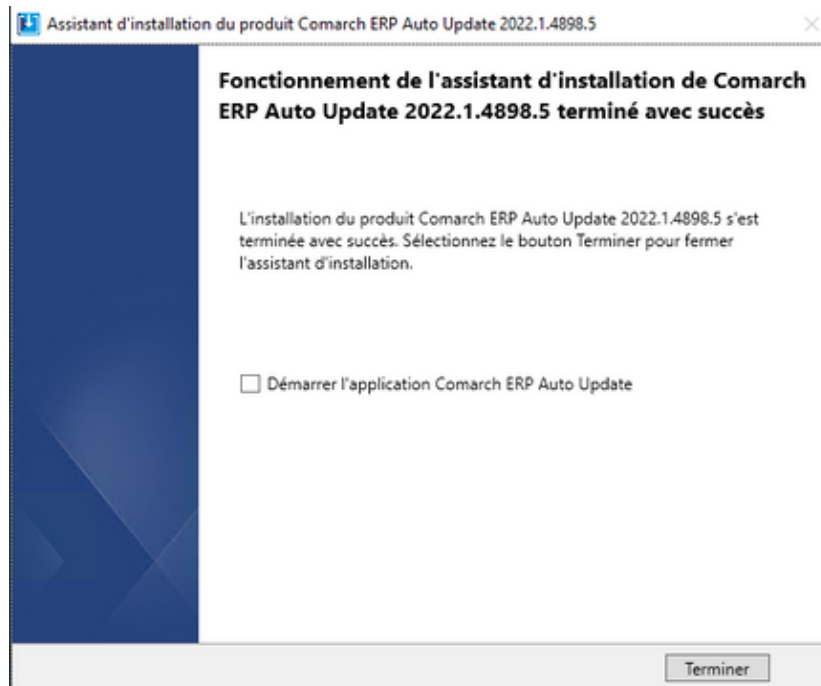 Assistant d'installation du produit Comarch ERP Auto Update 2022.1.4898.5
Fonctionnement de l'assistant d'installation de Comarch
ERP Auto Update 2022.1.4898.5 terminé avec succès
L'installation du produit Comarch ERP Auto Update 2022.1.4898.5 s'est
terminée avec succès. Sélectionnez le bouton Terminer pour fermer
l'assistant d'installation.
Démarrer l'application Comarch ERP Auto Update
Terminer